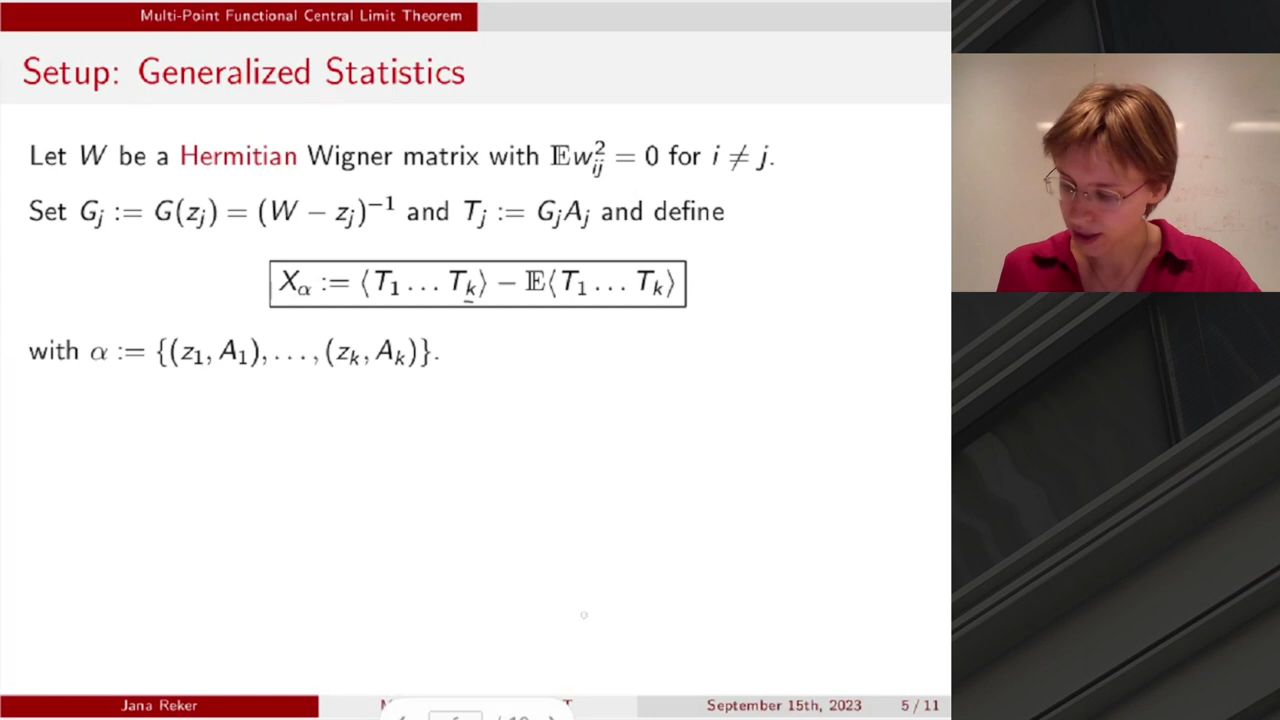 Multi-Point Functional Central Limit Theorem
Setup: Generalized Statistics
Let W be a Hermitian Wigner matrix with 𝔼w_{ij}^2 = 0 for i ≠ j.
Set G_j := G(z_j) = (W − z_j)^{−1} and T_j := G_jA_j and define
X_α := ⟨T_1 … T_k⟩ − 𝔼⟨T_1 … T_k⟩
with α := {(z_1, A_1), …, (z_k, A_k)}.
Jana Reker
September 15th, 2023 5 / 11